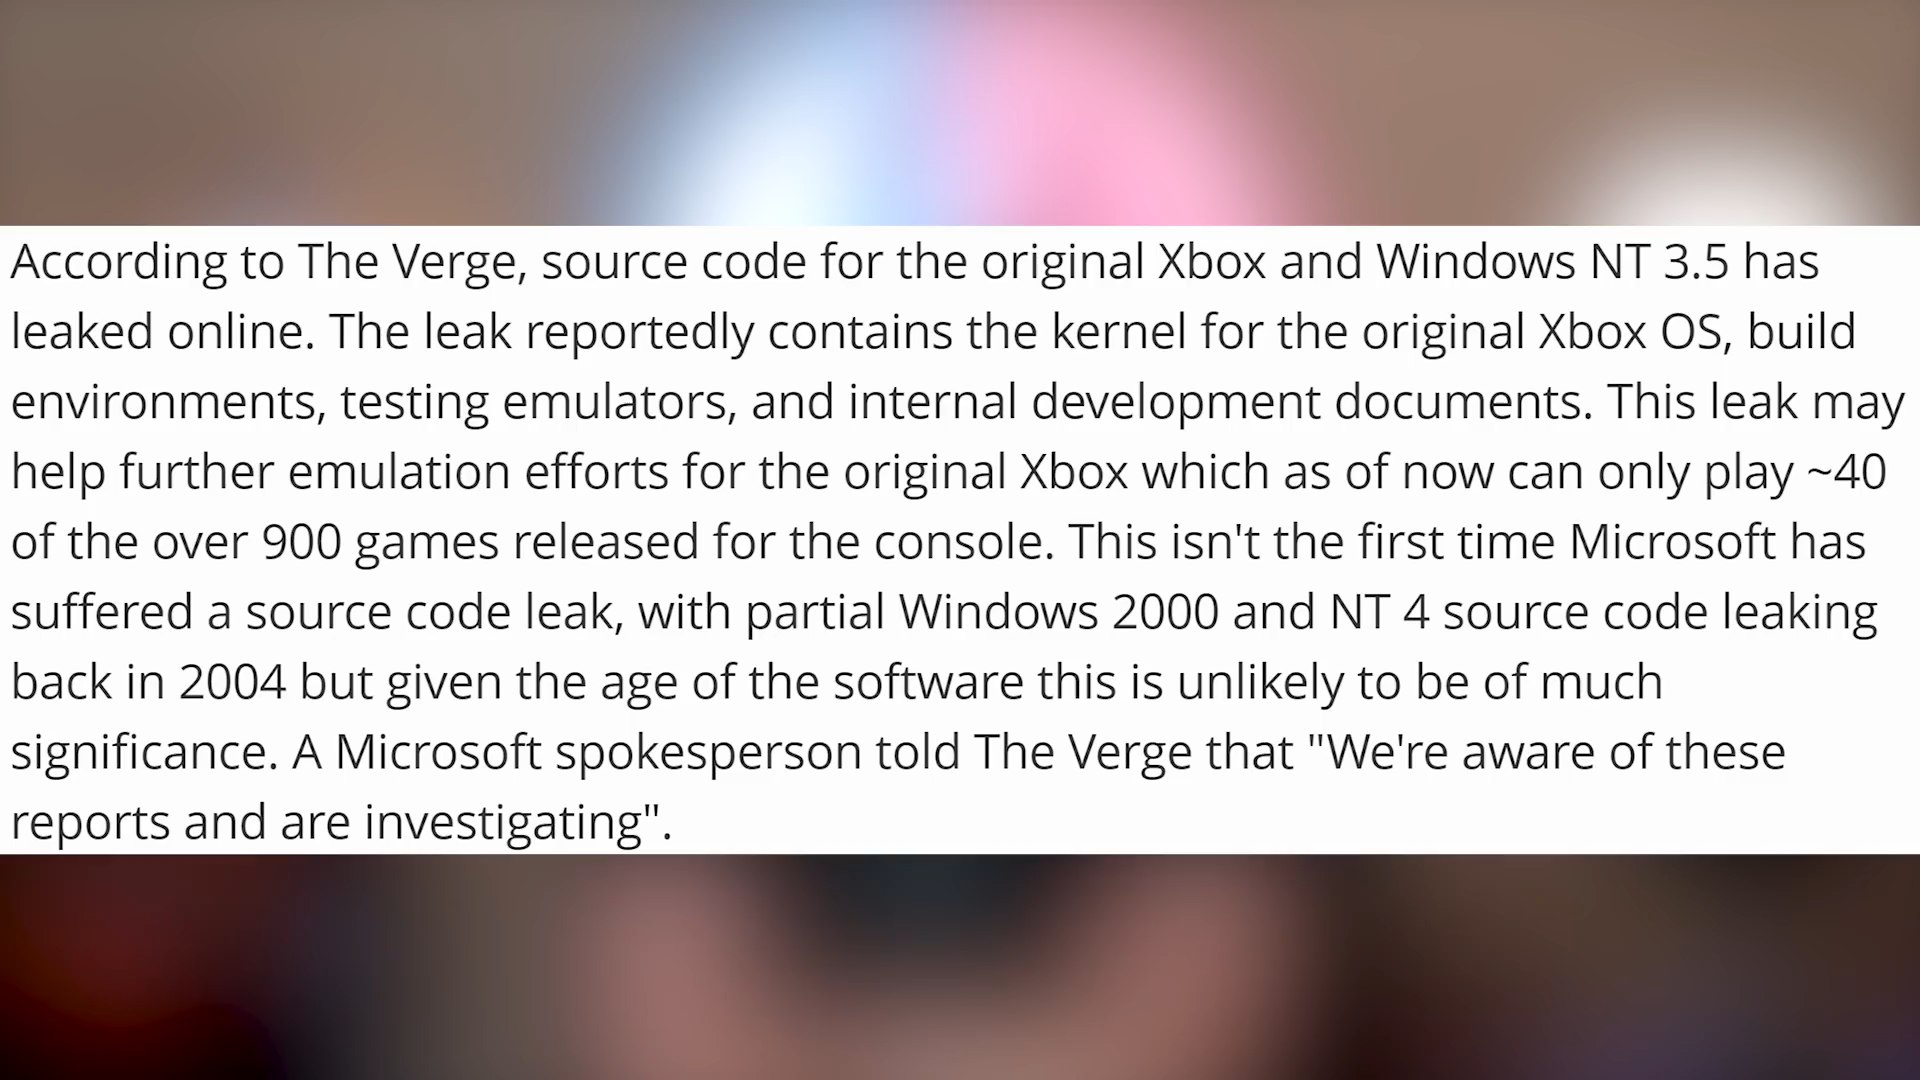 According to The Verge, source code for the original Xbox and Windows NT 3.5 has
leaked online. The leak reportedly contains the kernel for the original Xbox OS, build
environments, testing emulators, and internal development documents. This leak may
help further emulation efforts for the original Xbox which as of now can only play ~40
of the over 900 games released for the console. This isn't the first time Microsoft has
suffered a source code leak, with partial Windows 2000 and NT 4 source code leaking
back in 2004 but given the age of the software this is unlikely to be of much
significance. A Microsoft spokesperson told The Verge that "We're aware of these
reports and are investigating".